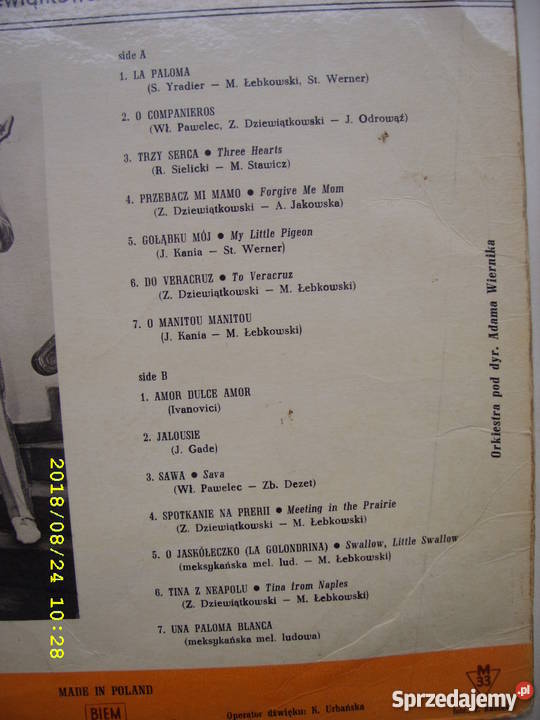 side A
1. LA PALOMA
(S. Yradier — M. Łebkowski, St. Werner)
2. O COMPANIEROS
(Wł. Pawelec, Z. Dziewiątkowski — J. Odrowąż)
3. TRZY SERCA ● Three Hearts
(R. Sielicki — M. Stawicz)
4. PRZEBACZ MI MAMO ● Forgive Me Mom
(Z. Dziewiątkowski — A. Jakowska)
5. GOŁĄBKU MÓJ ● My Little Pigeon
(J. Kania — St. Werner)
6. DO VERACRUZ ● To Veracruz
(Z. Dziewiątkowski — M. Łebkowski)
7. O MANITOU MANITOU
(J. Kania — M. Łebkowski)
side B
1. AMOR DULCE AMOR
(Ivanovici)
2. JALOUSIE
(J. Gade)
3. SAWA ● Sava
(Wł. Pawelec — Zb. Dezet)
4. SPOTKANIE NA PRERII ● Meeting in the Prairie
(Z. Dziewiątkowski — M. Łebkowski)
5. O JASKÓŁECZKO (LA GOLONDRINA) ● Swallow, Little Swallow
(meksykańska mel. lud. — M. Łebkowski)
6. TINA Z NEAPOLU ● Tina from Naples
(Z. Dziewiątkowski — M. Łebkowski)
7. UNA PALOMA BLANCA
(meksykańska mel. ludowa)
Orkiestra pod dyr. Adama Wiernika
2018/08/24 10:28
MADE IN POLAND
BIEM
Operator dźwięku: K. Urbańska
M
33
Sprzedajemy.pl